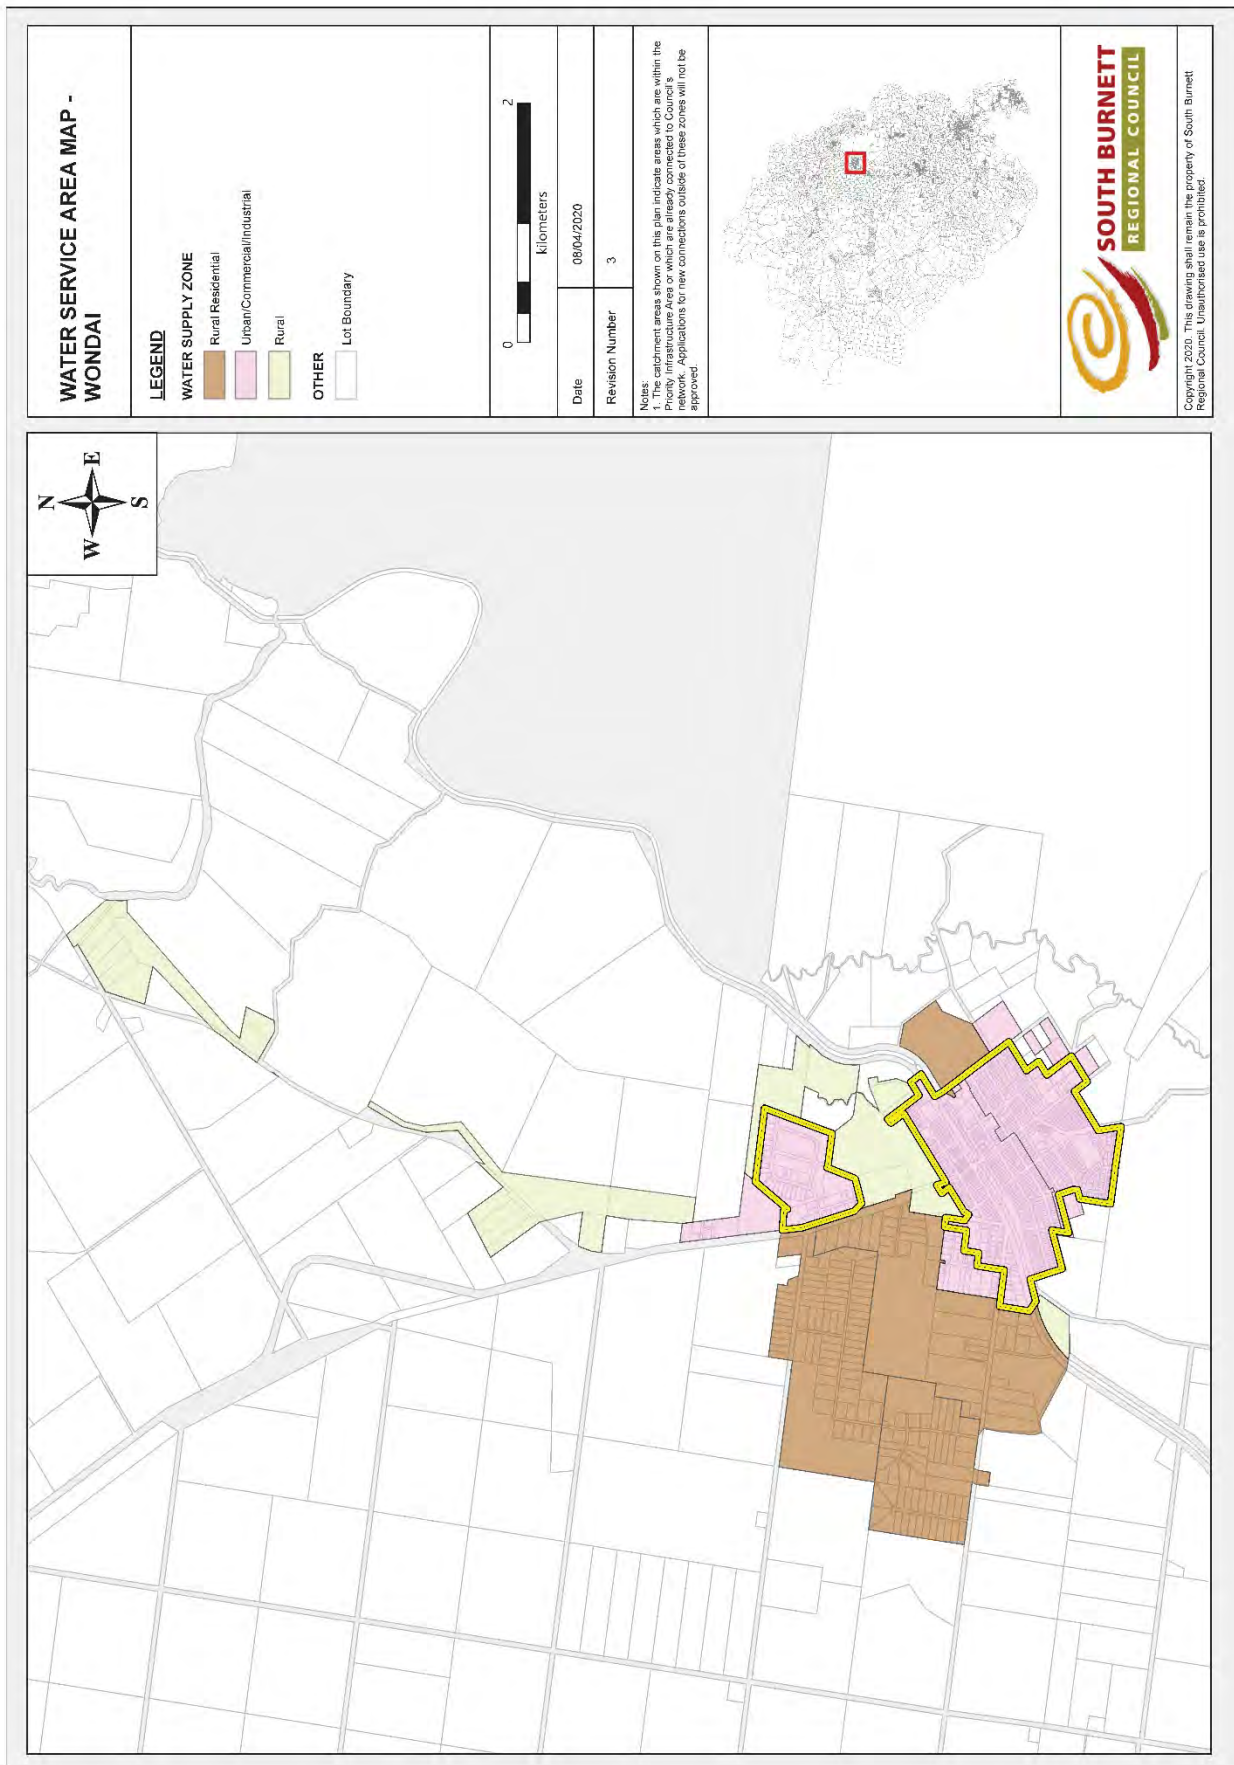 WATER SERVICE AREA MAP -
WONDAI
LEGEND
WATER SUPPLY ZONE
Rural Residential
Urban/Commercial/Industrial
Rural
OTHER
Lot Boundary
0
2
kilometers
Date
08/04/2020
Revision Number
3
Notes:
1. The catchment areas shown on this plan indicate areas which are within the
Priority Infrastructure Area or which are already connected to Council's
network. Applications for new connections outside of these zones will not be
approved.
SOUTH BURNETT
REGIONAL COUNCIL
Copyright 2020. This drawing shall remain the property of South Burnett
Regional Council. Unauthorised use is prohibited.
N
W
E
S